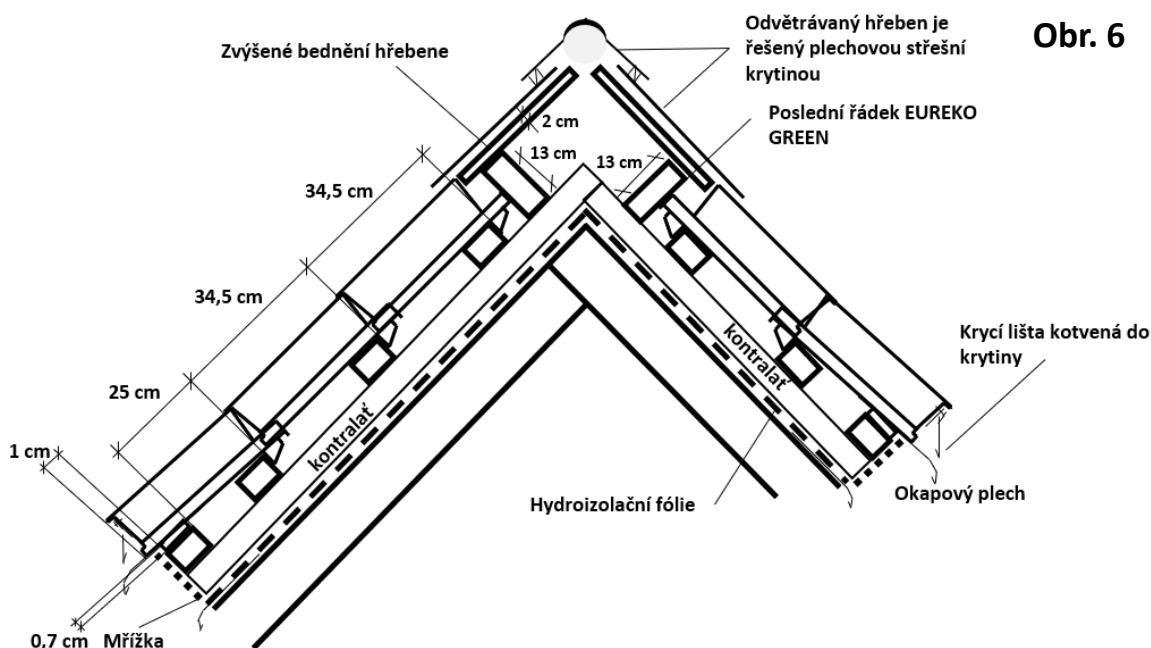 Obr. 6
Odvětrávaný hřeben je
řešený plechovou střešní
krytinou
Zvýšené bednění hřebene
Poslední řádek EUREKO
GREEN
2 cm
13 cm
13 cm
34,5 cm
34,5 cm
25 cm
1 cm
0,7 cm
kontralať
kontralať
Krycí lišta kotvená do
krytiny
Okapový plech
Hydroizolační fólie
Mřížka